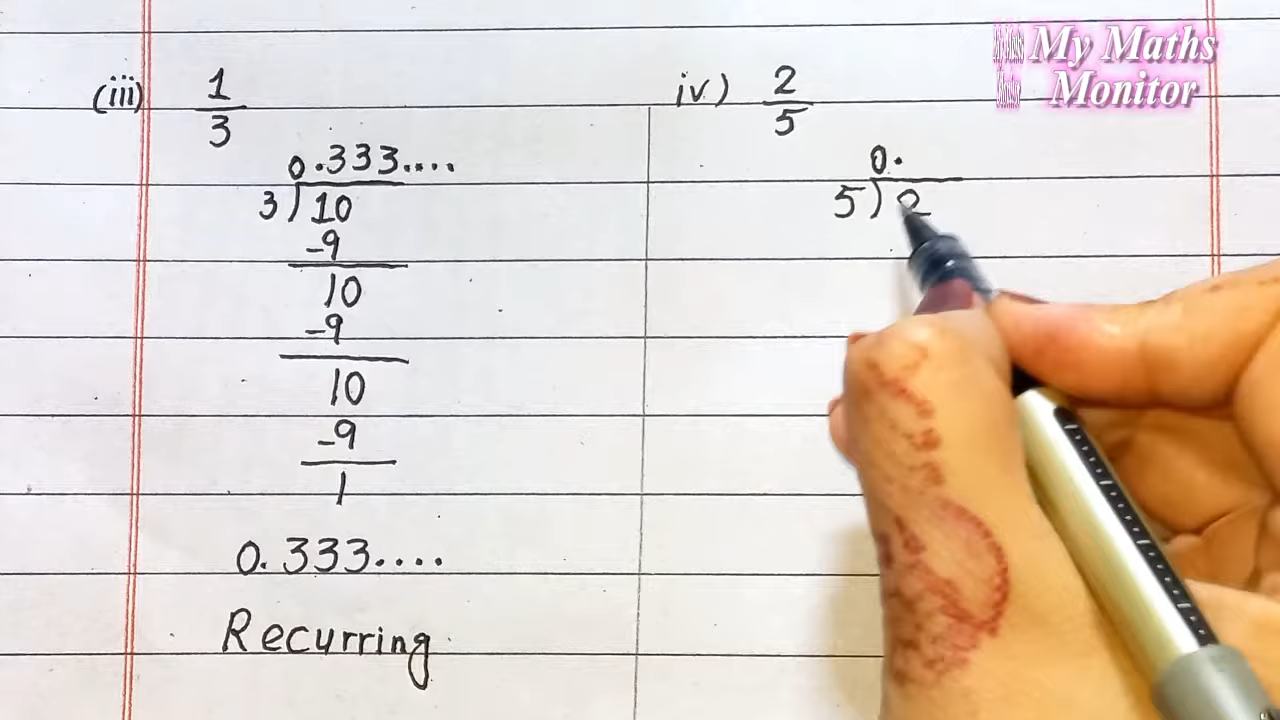 My Maths
Monitor
(iii) 1
3
0.333....
3)10
-9
10
-9
10
-9
1
0.333....
Recurring
iv.) 2
5
0.
5)2